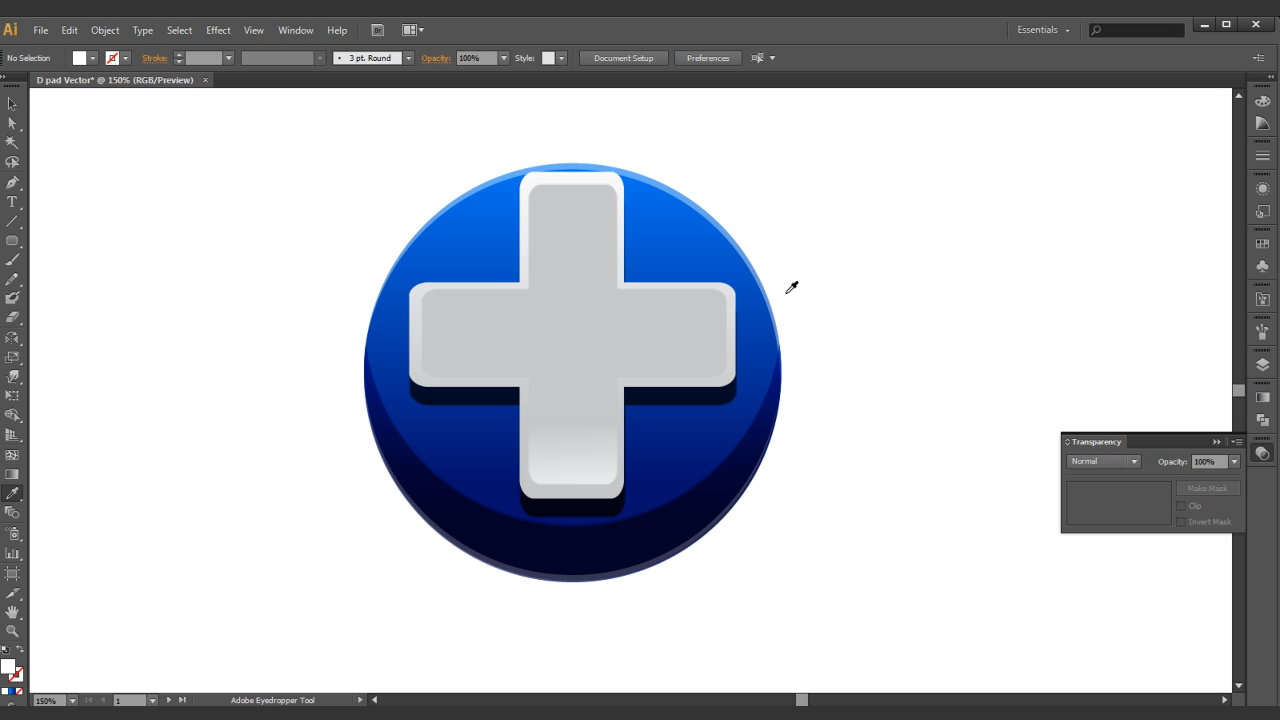 Ai File Edit Object Type Select Effect View Window Help Br Essentials
No Selection Stroke: 3 pt. Round Opacity: 100% Style: Document Setup Preferences
D pad Vector* @ 150% (RGB/Preview) ×
T
Transparency
Normal Opacity: 100%
Make Mask
Clip
Invert Mask
150% 1 Adobe Eyedropper Tool